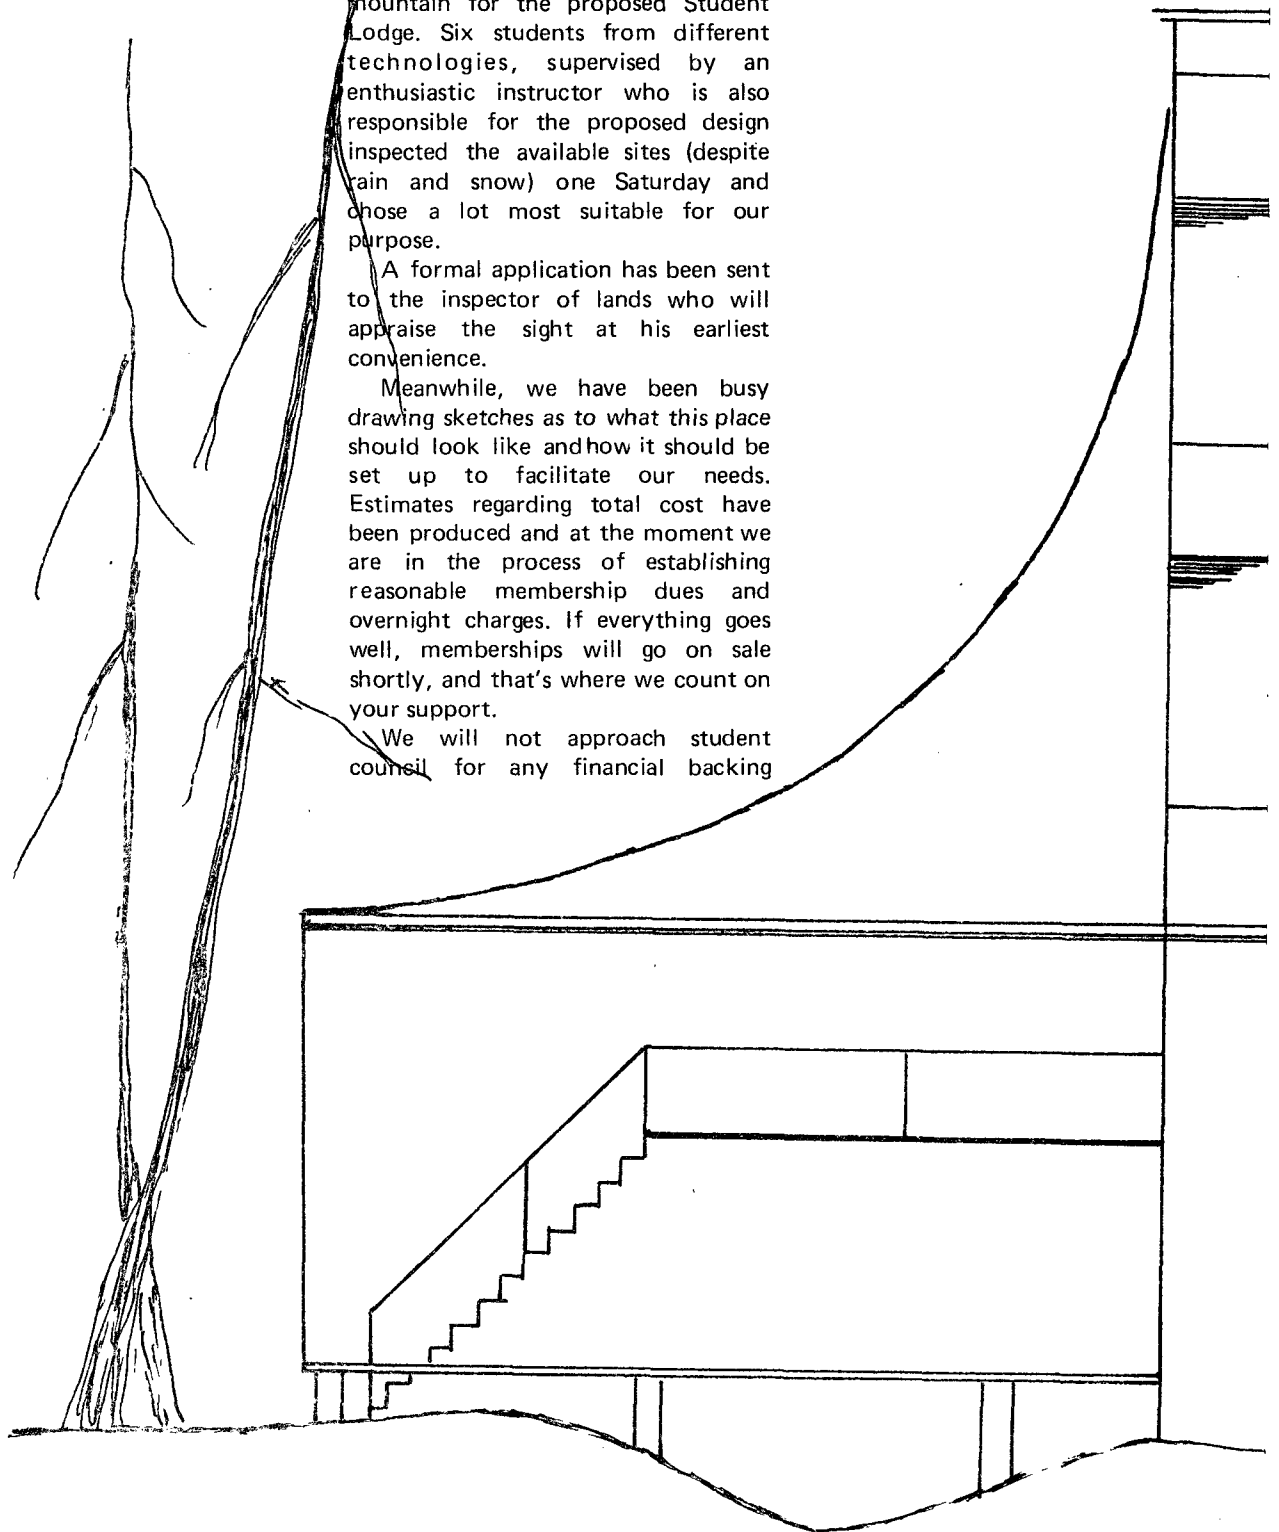 mountain for the proposed Student
Lodge. Six students from different
technologies, supervised by an
enthusiastic instructor who is also
responsible for the proposed design
inspected the available sites (despite
rain and snow) one Saturday and
chose a lot most suitable for our
purpose.
A formal application has been sent
to the inspector of lands who will
appraise the sight at his earliest
convenience.
Meanwhile, we have been busy
drawing sketches as to what this place
should look like and how it should be
set up to facilitate our needs.
Estimates regarding total cost have
been produced and at the moment we
are in the process of establishing
reasonable membership dues and
overnight charges. If everything goes
well, memberships will go on sale
shortly, and that's where we count on
your support.
We will not approach student
council for any financial backing